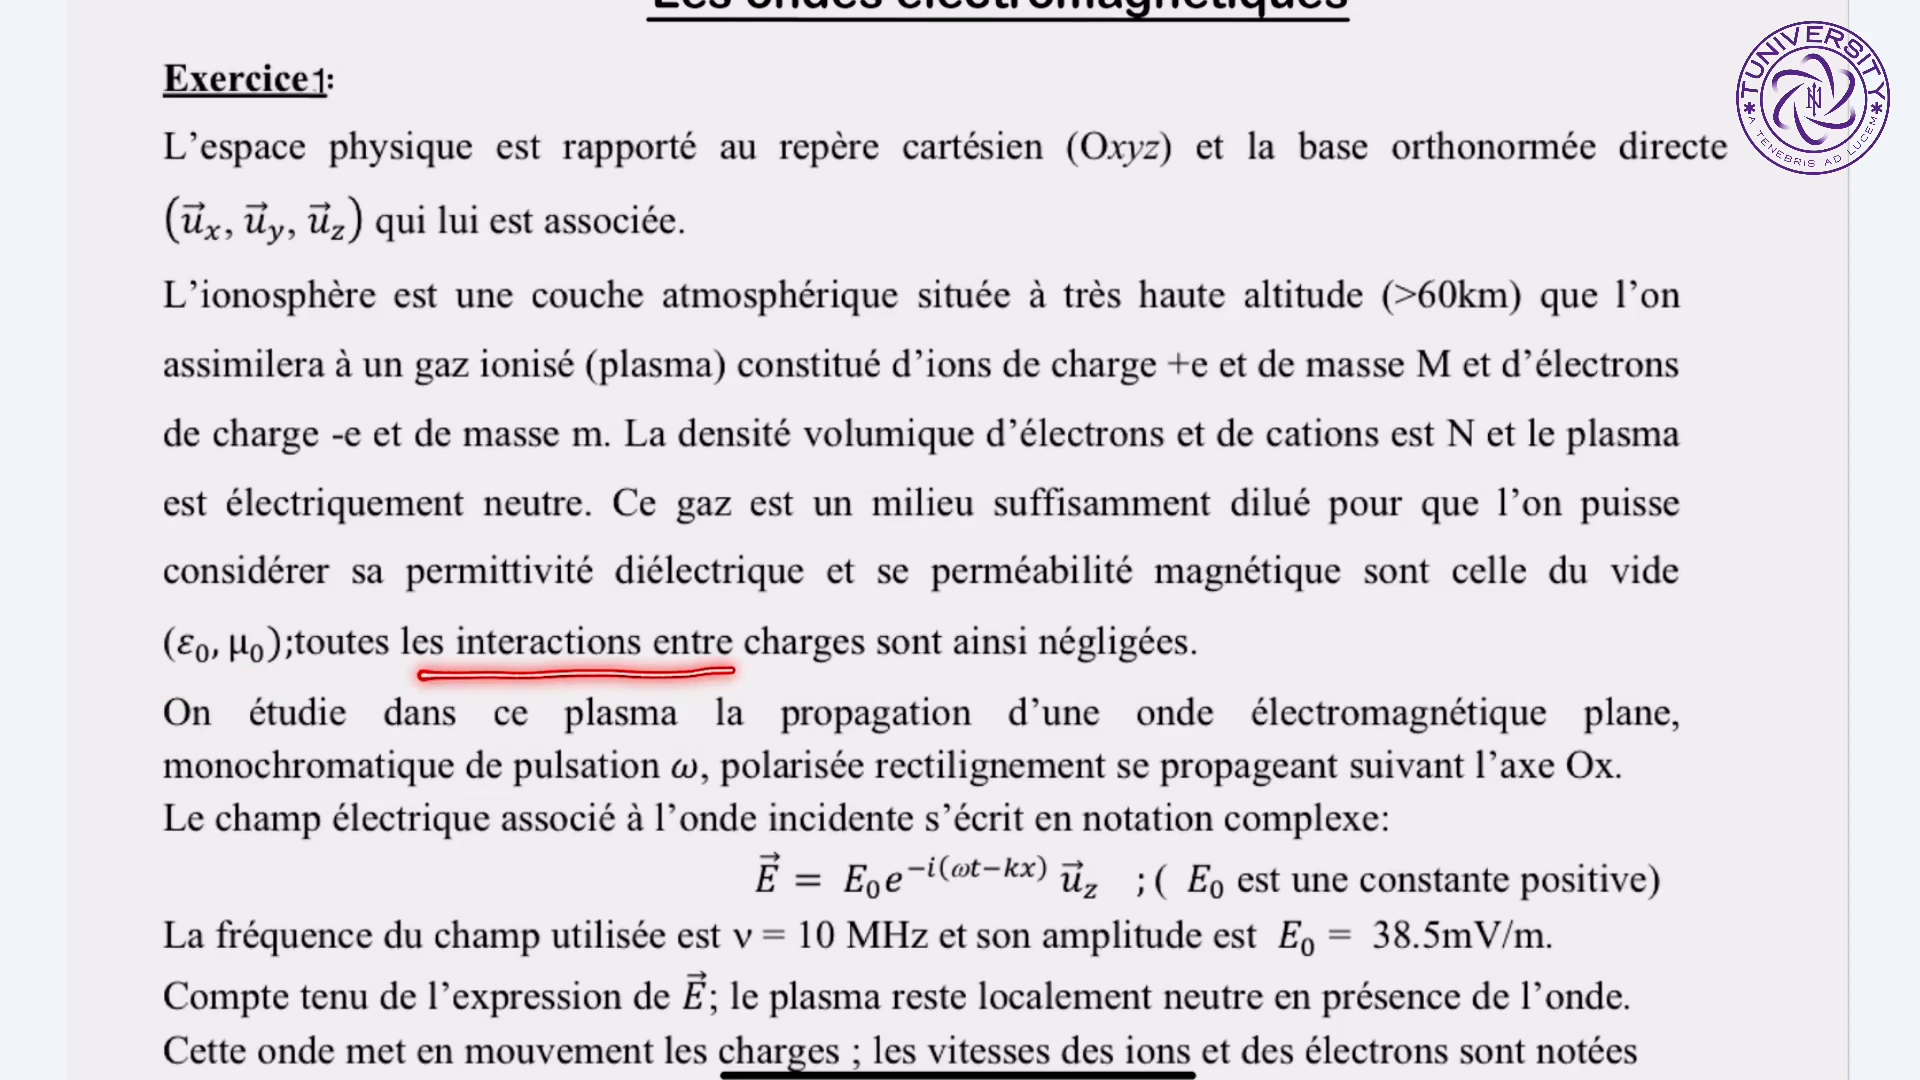 Les ondes électromagnétiques
Exercice1:
L’espace physique est rapporté au repère cartésien (Oxyz) et la base orthonormée directe
(u⃗x, u⃗y, u⃗z) qui lui est associée.
L’ionosphère est une couche atmosphérique située à très haute altitude (>60km) que l’on
assimilera à un gaz ionisé (plasma) constitué d’ions de charge +e et de masse M et d’électrons
de charge -e et de masse m. La densité volumique d’électrons et de cations est N et le plasma
est électriquement neutre. Ce gaz est un milieu suffisamment dilué pour que l’on puisse
considérer sa permittivité diélectrique et se perméabilité magnétique sont celle du vide
(ε₀, μ₀);toutes les interactions entre charges sont ainsi négligées.
On étudie dans ce plasma la propagation d’une onde électromagnétique plane,
monochromatique de pulsation ω, polarisée rectilignement se propageant suivant l’axe Ox.
Le champ électrique associé à l’onde incidente s’écrit en notation complexe:
E⃗ = E₀e^−i(ωt−kx) u⃗z ; ( E₀ est une constante positive)
La fréquence du champ utilisée est ν = 10 MHz et son amplitude est E₀ = 38.5mV/m.
Compte tenu de l’expression de E⃗; le plasma reste localement neutre en présence de l’onde.
Cette onde met en mouvement les charges ; les vitesses des ions et des électrons sont notées
TUNIVERSITY
A TENEBRIS AD LUCEM